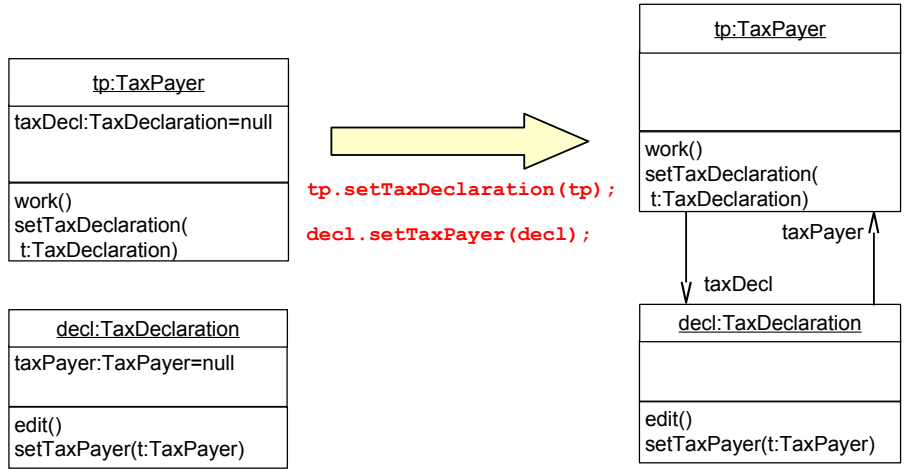 tp:TaxPayer
taxDecl:TaxDeclaration=null
work()
setTaxDeclaration(
t:TaxDeclaration)
decl:TaxDeclaration
taxPayer:TaxPayer=null
edit()
setTaxPayer(t:TaxPayer)
tp.setTaxDeclaration(tp);
decl.setTaxPayer(decl);
tp:TaxPayer
work()
setTaxDeclaration(
t:TaxDeclaration)
taxPayer
taxDecl
decl:TaxDeclaration
edit()
setTaxPayer(t:TaxPayer)